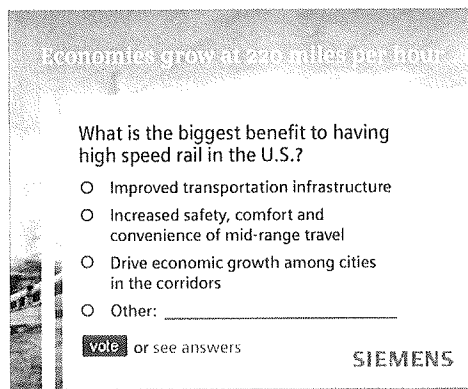 Economies grow at 220 miles per hour
What is the biggest benefit to having
high speed rail in the U.S.?
Improved transportation infrastructure
Increased safety, comfort and
convenience of mid-range travel
Drive economic growth among cities
in the corridors
Other:
vote or see answers
SIEMENS